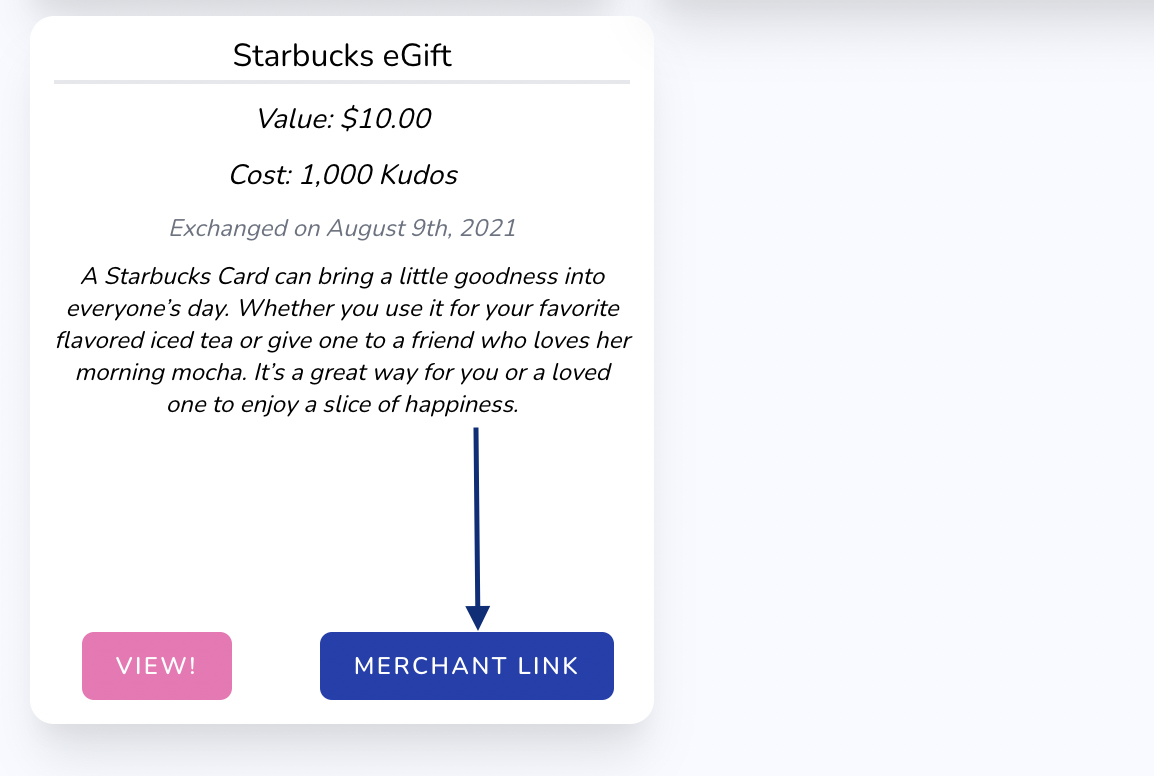 Starbucks eGift
Value: $10.00
Cost: 1,000 Kudos
Exchanged on August 9th, 2021
A Starbucks Card can bring a little goodness into
everyone’s day. Whether you use it for your favorite
flavored iced tea or give one to a friend who loves her
morning mocha. It’s a great way for you or a loved
one to enjoy a slice of happiness.
VIEW!
MERCHANT LINK